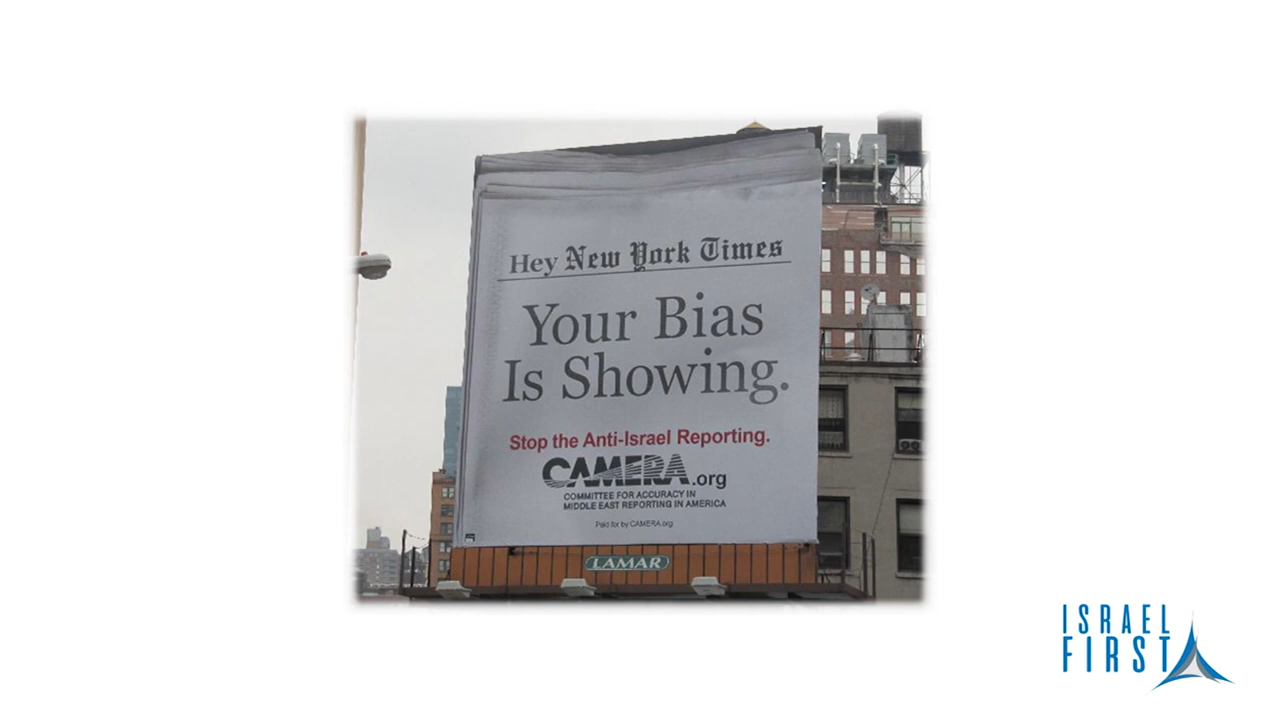 Hey New York Times
Your Bias
Is Showing.
Stop the Anti-Israel Reporting.
CAMERA.org
COMMITTEE FOR ACCURACY IN
MIDDLE EAST REPORTING IN AMERICA
Paid for by CAMERA.org
LAMAR
ISRAEL
FIRST